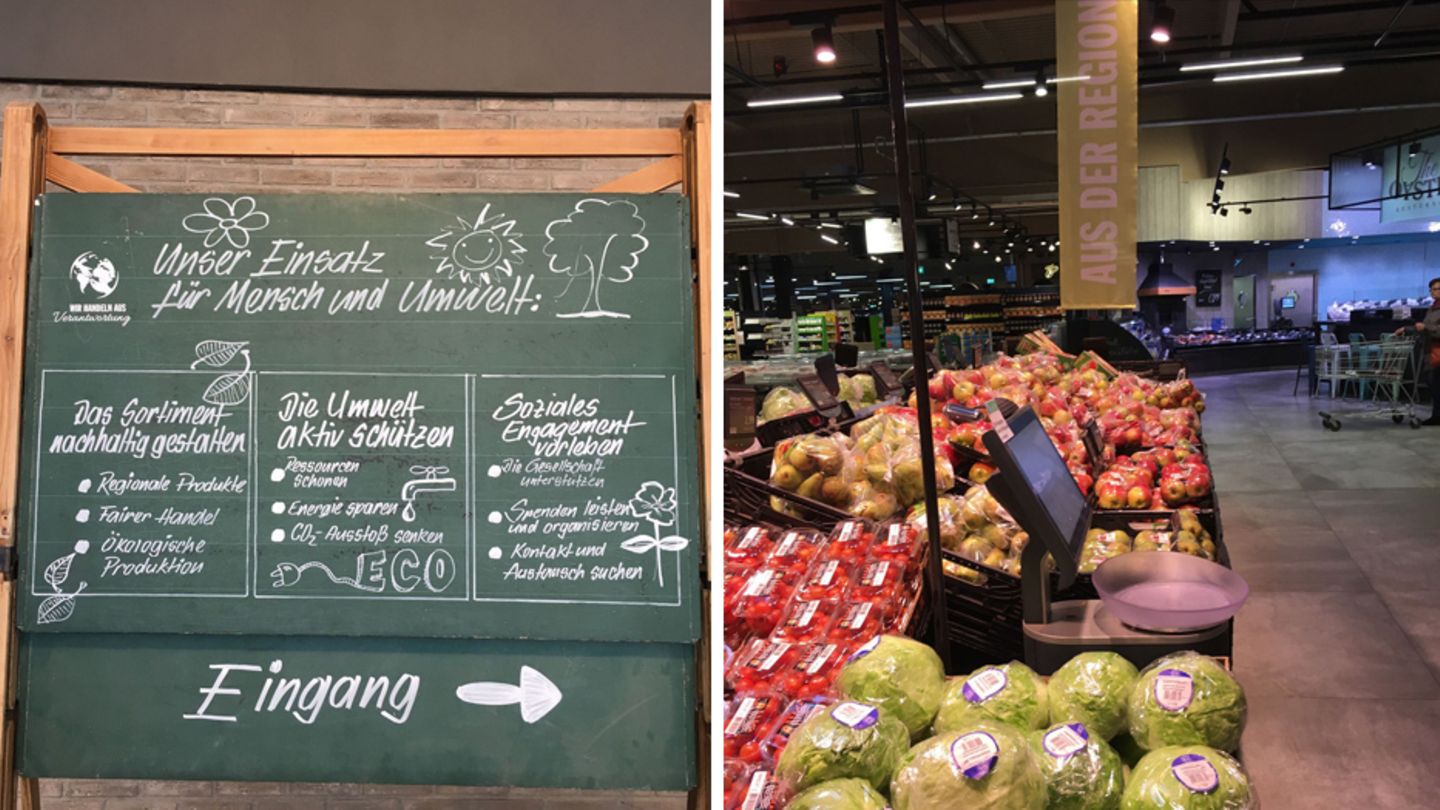 Unser Einsatz
für Mensch und Umwelt:
WIR HANDELN AUS
Verantwortung
Das Sortiment
nachhaltig gestalten
Regionale Produkte
Fairer Handel
Ökologische
Produktion
Die Umwelt
aktiv schützen
Ressourcen
schonen
Energie sparen
CO₂-Ausstoß senken
ECO
Soziales
Engagement
vorleben
Die Gesellschaft
unterstützen
Spenden leisten
und organisieren
Kontakt und
Austausch suchen
Eingang
AUS DER REGION
The